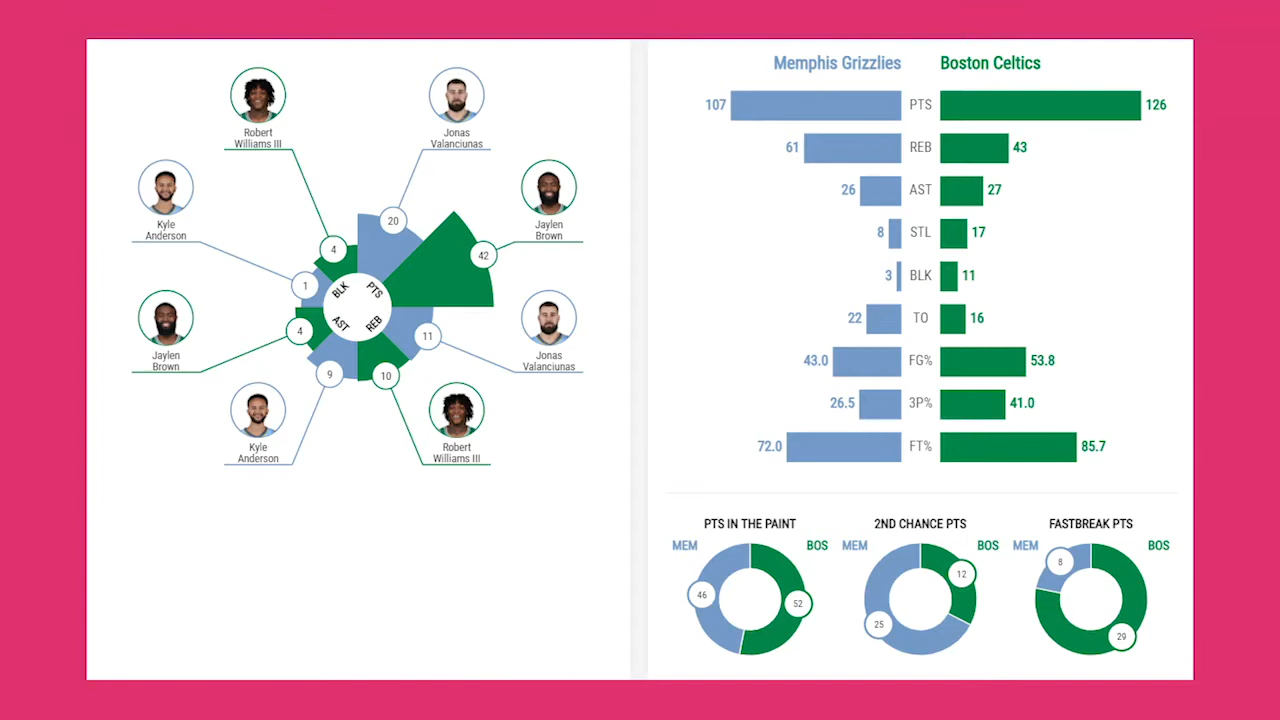 Robert
Williams III
Jonas
Valanciunas
Kyle
Anderson
Jaylen
Brown
4
20
42
1
BLK
PTS
AST
REB
4
11
9
10
Jaylen
Brown
Jonas
Valanciunas
Kyle
Anderson
Robert
Williams III
Memphis Grizzlies Boston Celtics
107 PTS 126
61 REB 43
26 AST 27
8 STL 17
3 BLK 11
22 TO 16
43.0 FG% 53.8
26.5 3P% 41.0
72.0 FT% 85.7
PTS IN THE PAINT
MEM BOS
46 52
2ND CHANCE PTS
MEM BOS
12
25
FASTBREAK PTS
MEM BOS
8
29